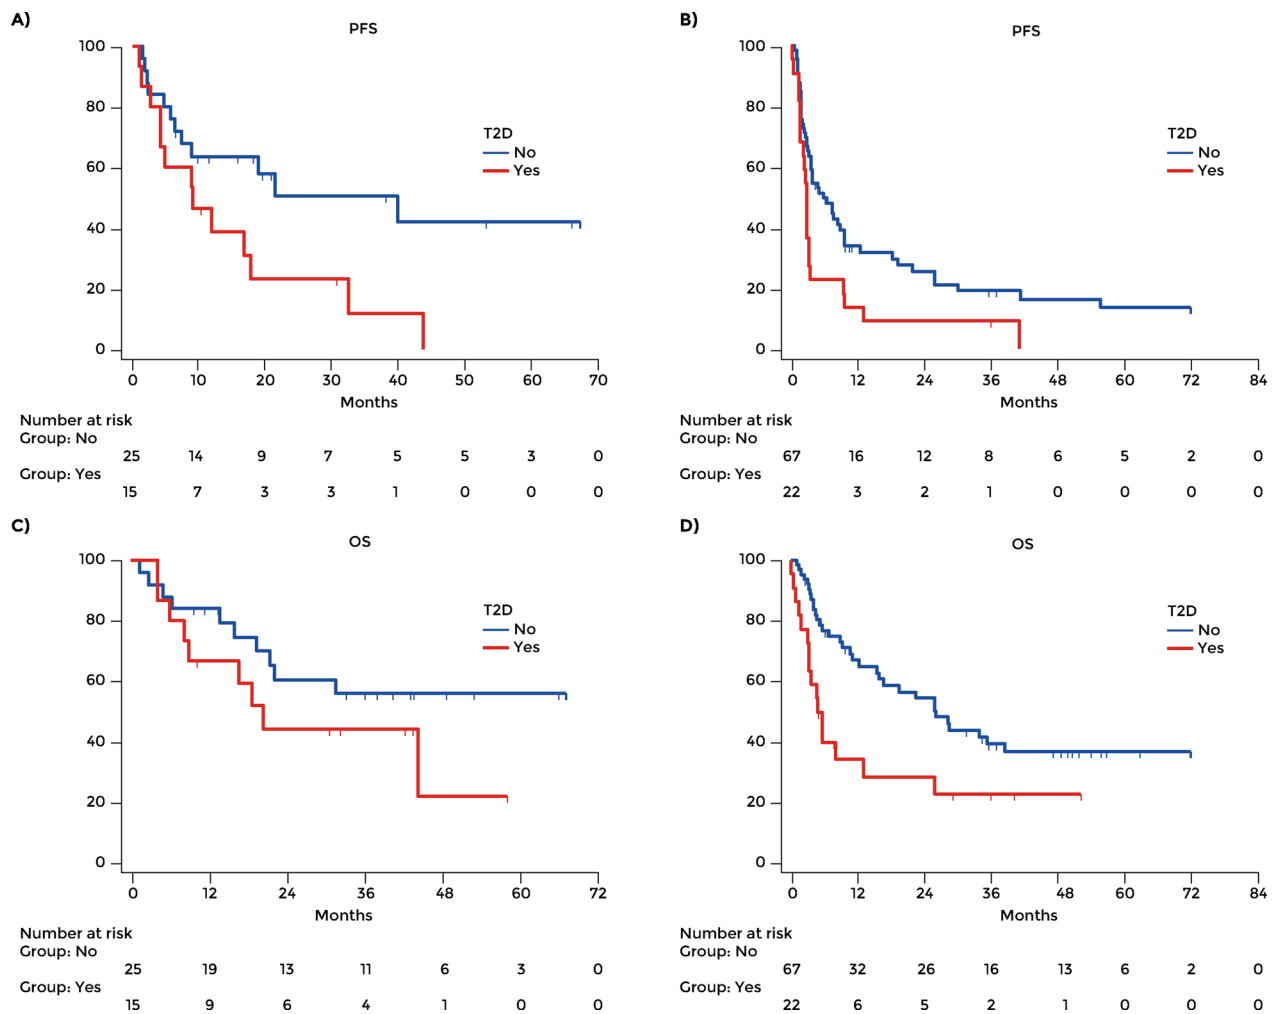 A)
PFS
100
80
60
40
20
0
T2D
No
Yes
0 10 20 30 40 50 60 70
Months
Number at risk
Group: No
25 14 9 7 5 5 3 0
Group: Yes
15 7 3 3 1 0 0 0
B)
PFS
100
80
60
40
20
0
T2D
No
Yes
0 12 24 36 48 60 72 84
Months
Number at risk
Group: No
67 16 12 8 6 5 2 0
Group: Yes
22 3 2 1 0 0 0 0
C)
OS
100
80
60
40
20
0
T2D
No
Yes
0 12 24 36 48 60 72
Months
Number at risk
Group: No
25 19 13 11 6 3 0
Group: Yes
15 9 6 4 1 0 0
D)
OS
100
80
60
40
20
0
T2D
No
Yes
0 12 24 36 48 60 72 84
Months
Number at risk
Group: No
67 32 26 16 13 6 2 0
Group: Yes
22 6 5 2 1 0 0 0